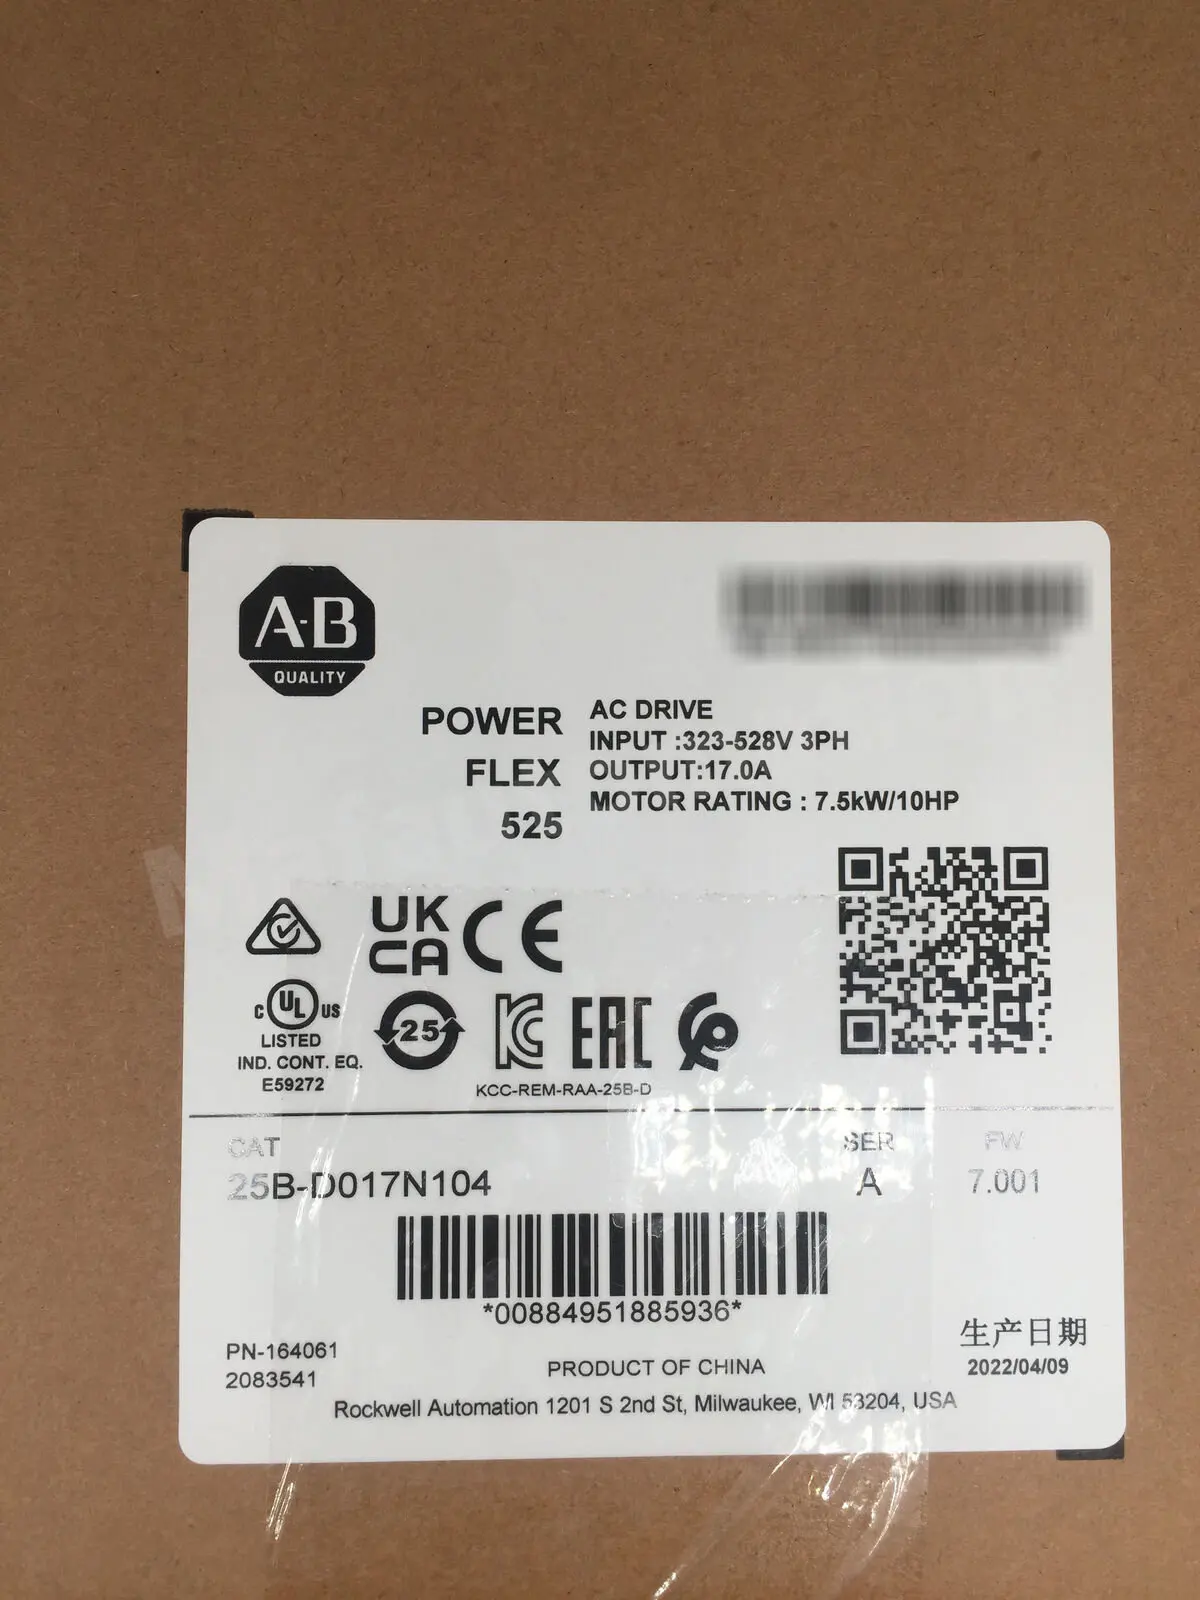 A·B
QUALITY
POWER
FLEX
525
AC DRIVE
INPUT :323-528V 3PH
OUTPUT:17.0A
MOTOR RATING : 7.5kW/10HP
UK
CA
CE
C UL US
LISTED
IND. CONT. EQ.
E59272
25
KC
EAC
KCC-REM-RAA-25B-D
CAT
25B-D017N104
SER
A
FW
7.001
*00884951885936*
PN-164061
2083541
PRODUCT OF CHINA
生产日期
2022/04/09
Rockwell Automation 1201 S 2nd St, Milwaukee, WI 53204, USA